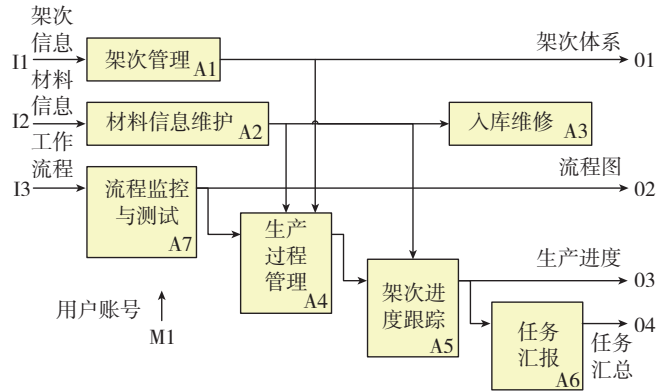 架次
信息
I1
架次管理
A1
架次体系
O1
材料
信息
I2
材料信息维护
A2
入库维修
A3
工作
流程
I3
流程监控
与测试
A7
流程图
O2
生产
过程
管理
A4
生产进度
O3
架次进
度跟踪
A5
用户账号
M1
任务
汇报
A6
O4
任务
汇总